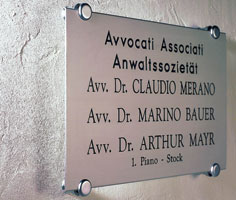 Avvocati Associati
Anwaltssozietät
Avv. Dr. CLAUDIO MERANO
Avv. Dr. MARINO BAUER
Avv. Dr. ARTHUR MAYR
1. Piano - Stock